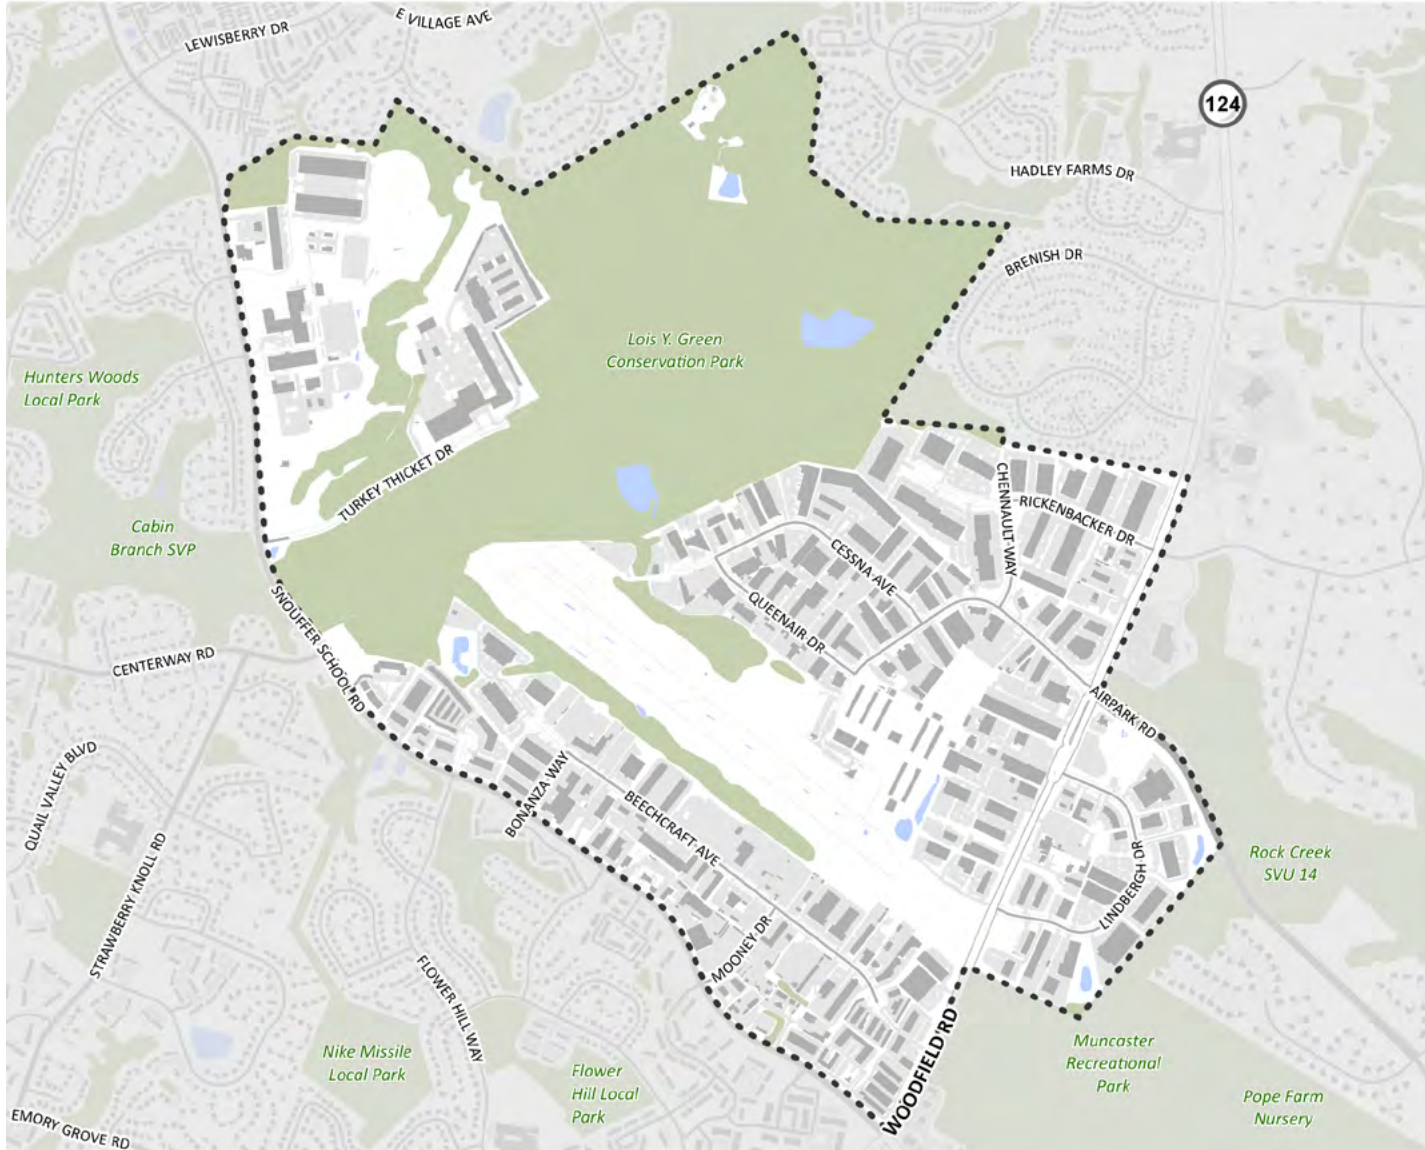 E VILLAGE AVE
LEWISBERRY DR
124
HADLEY FARMS DR
BRENISH DR
Lois Y. Green
Conservation Park
Hunters Woods
Local Park
TURKEY THICKET DR
CHENNAULT WAY
RICKENBACKER DR
Cabin
Branch SVP
CESSNA AVE
QUEENAIR DR
SNOUFFER SCHOOL RD
CENTERWAY RD
AIRPARK RD
QUAIL VALLEY BLVD
BONANZA WAY
BEECHCRAFT AVE
LINDBERGH DR
Rock Creek
SVU 14
STRAWBERRY KNOLL RD
MOONEY DR
FLOWER HILL WAY
WOODFIELD RD
Nike Missile
Local Park
Flower
Hill Local
Park
Muncaster
Recreational
Park
Pope Farm
Nursery
EMORY GROVE RD